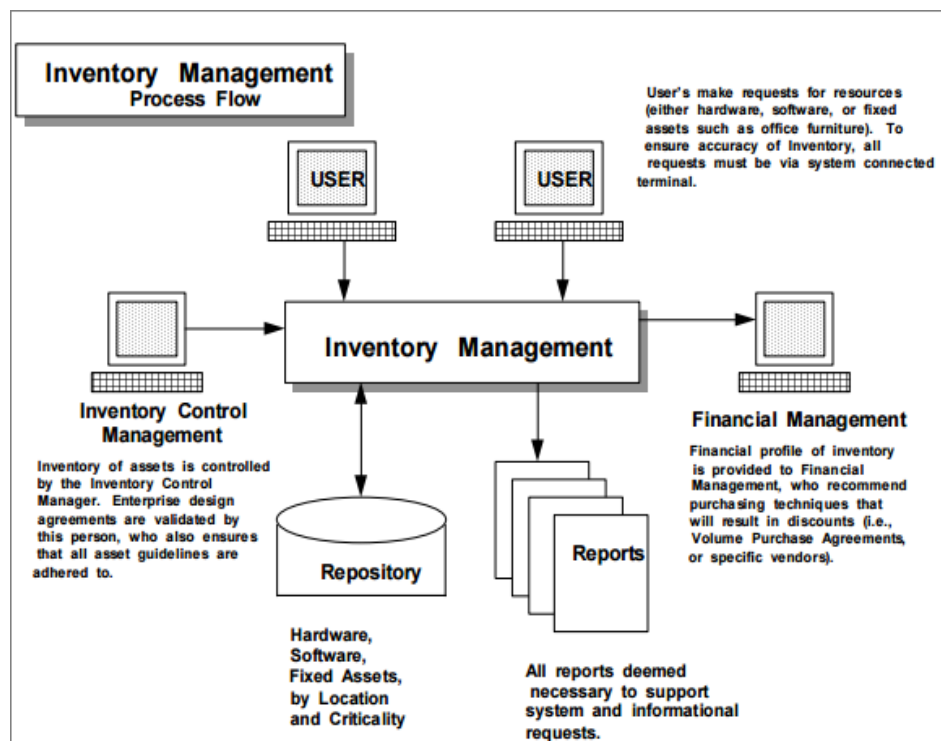 Inventory Management
Process Flow
User's make requests for resources
(either hardware, software, or fixed
assets such as office furniture). To
ensure accuracy of Inventory, all
requests must be via system connected
terminal.
USER
USER
Inventory Management
Inventory Control
Management
Inventory of assets is controlled
by the Inventory Control
Manager. Enterprise design
agreements are validated by
this person, who also ensures
that all asset guidelines are
adhered to.
Financial Management
Financial profile of inventory
is provided to Financial
Management, who recommend
purchasing techniques that
will result in discounts (i.e.,
Volume Purchase Agreements,
or specific vendors).
Repository
Reports
Hardware,
Software,
Fixed Assets,
by Location
and Criticality
All reports deemed
necessary to support
system and informational
requests.